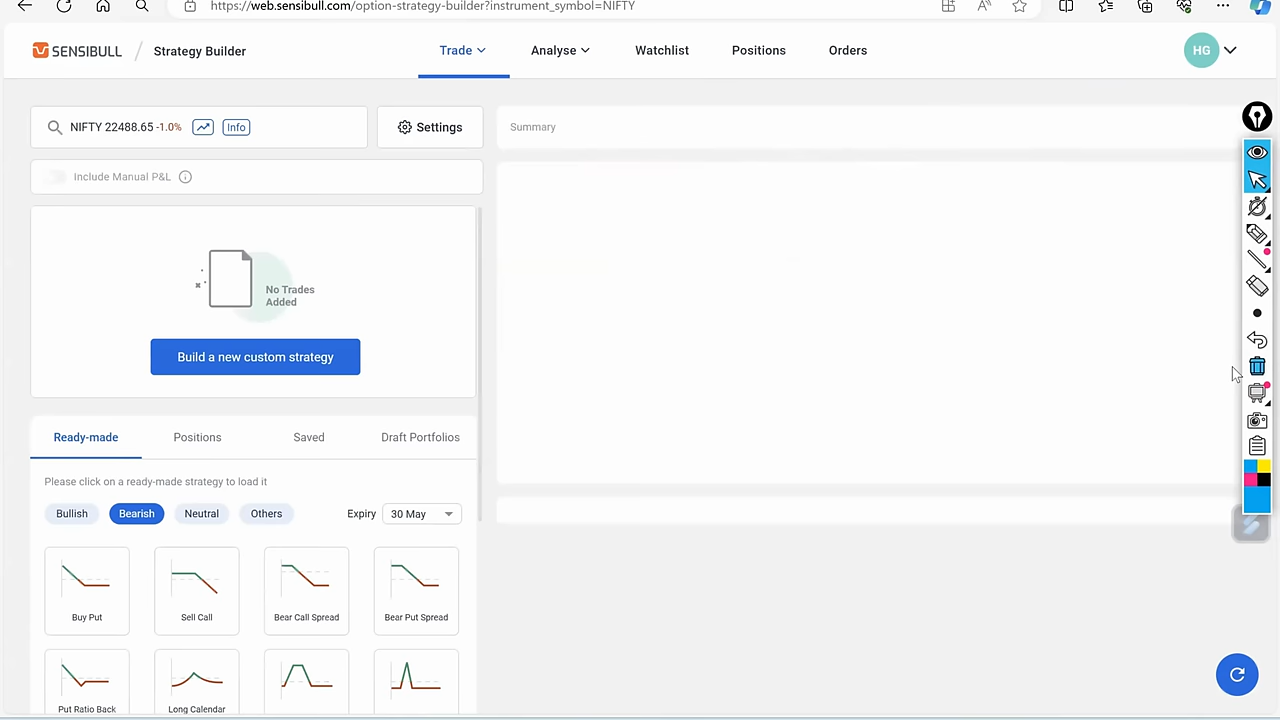 https://web.sensibull.com/option-strategy-builder?instrument_symbol=NIFTY
SENSIBULL / Strategy Builder
Trade
Analyse
Watchlist
Positions
Orders
HG
NIFTY 22488.65 -1.0% Info
Settings
Summary
Include Manual P&L
No Trades
Added
Build a new custom strategy
Ready-made
Positions
Saved
Draft Portfolios
Please click on a ready-made strategy to load it
Bullish
Bearish
Neutral
Others
Expiry
30 May
Buy Put
Sell Call
Bear Call Spread
Bear Put Spread
Put Ratio Back
Long Calendar